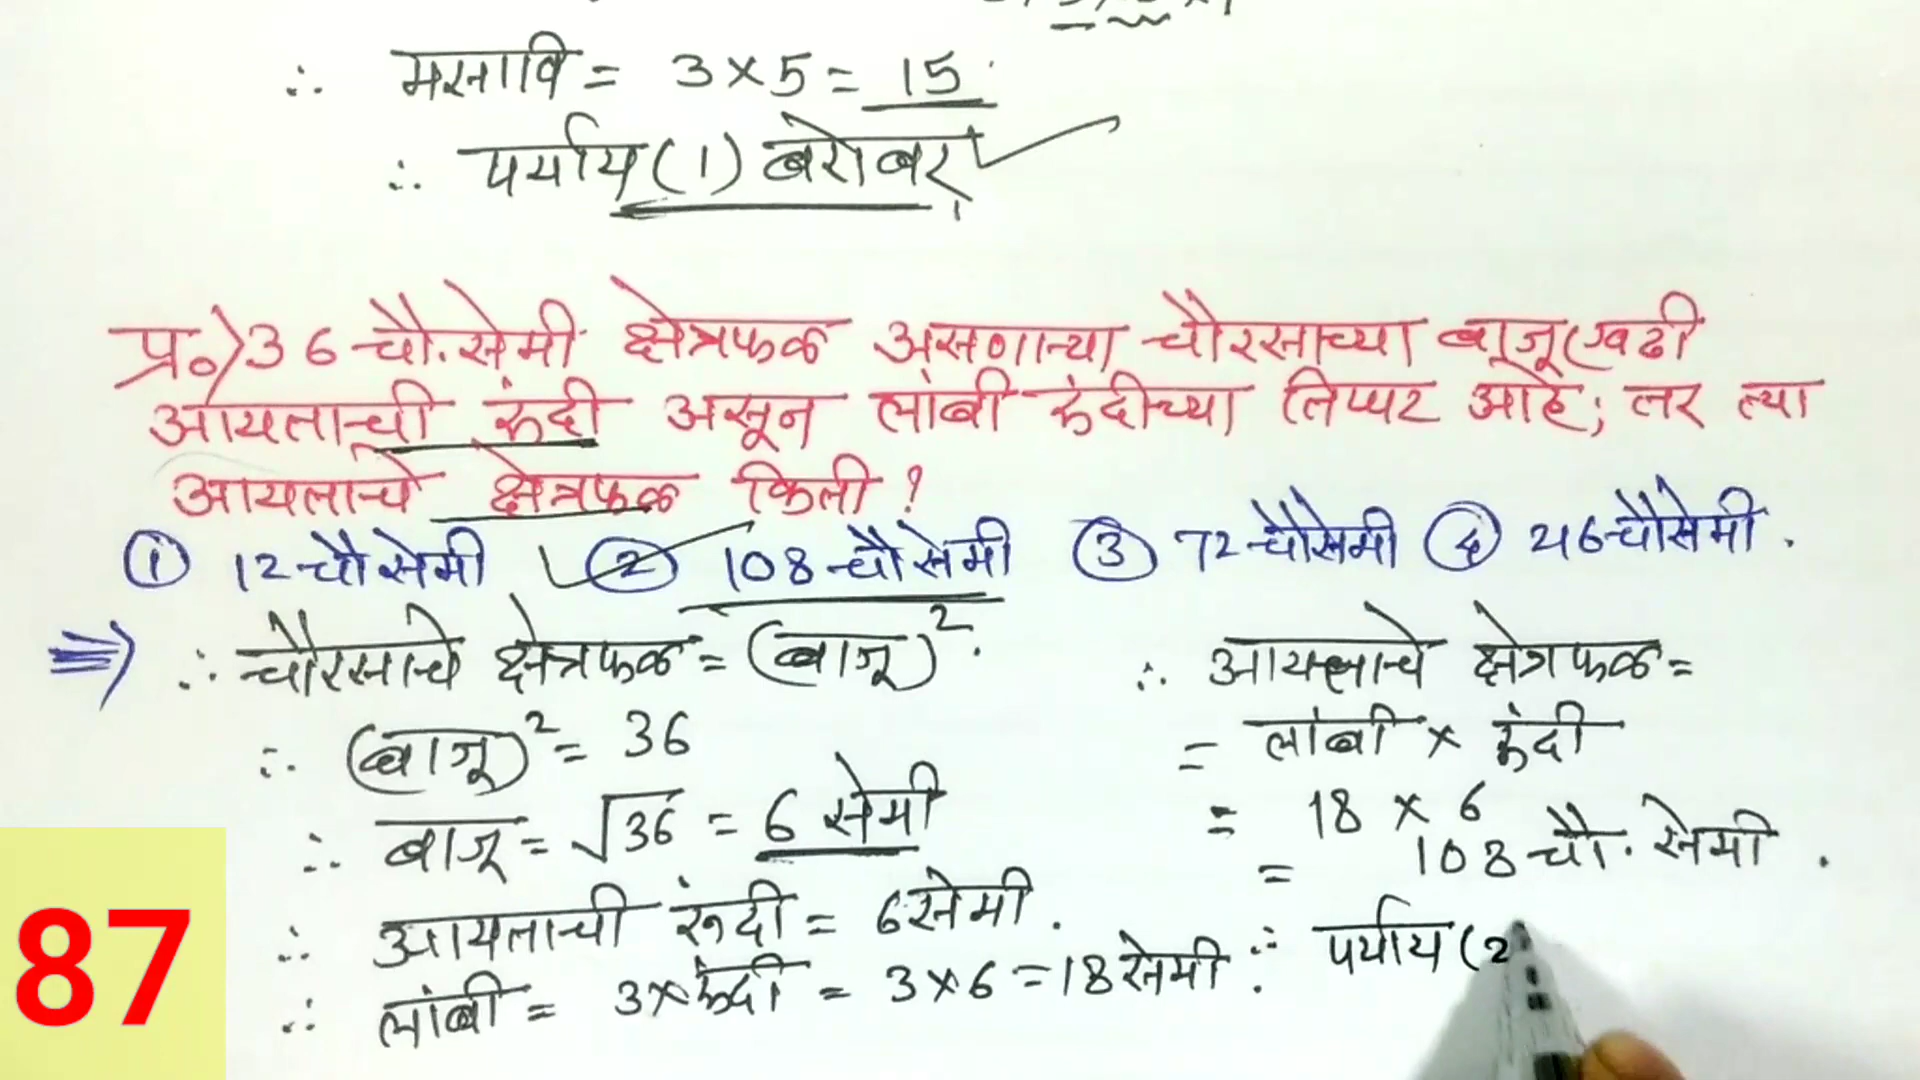 ∴ मसावि = 3 × 5 = 15
∴ पर्याय (1) बरोबर
प्र.> 36 चौ. सेमी क्षेत्रफळ असणाऱ्या चौरसाच्या बाजूएवढी
आयताची रुंदी असून लांबी रुंदीच्या तिप्पट आहे; तर त्या
आयताचे क्षेत्रफळ किती?
① 12 चौसेमी ② 108 चौसेमी ③ 72 चौसेमी ④ 216 चौसेमी.
⇒ ∴ चौरसाचे क्षेत्रफळ = (बाजू)².
∴ (बाजू)² = 36
∴ बाजू = √36 = 6 सेमी
∴ आयताची रुंदी = 6 सेमी.
∴ लांबी = 3 × रुंदी = 3 × 6 = 18 सेमी.
∴ आयताचे क्षेत्रफळ =
= लांबी × रुंदी
= 18 × 6
= 108 चौ. सेमी.
∴ पर्याय (2
87